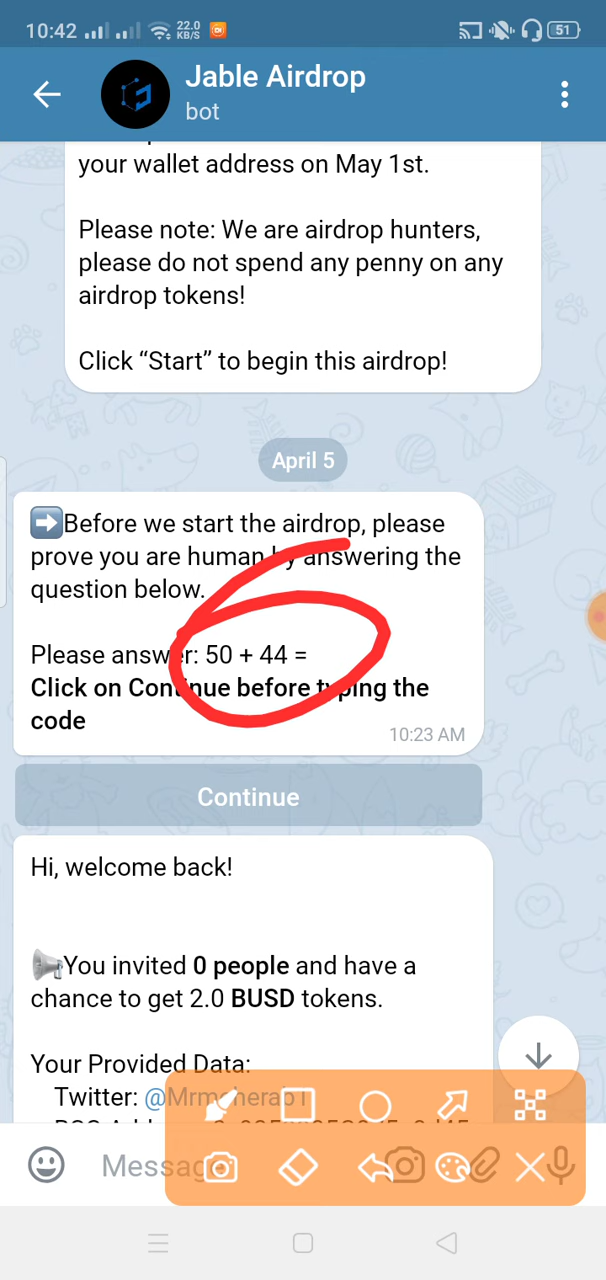 10:42
22.0
KB/S
51
Jable Airdrop
bot
your wallet address on May 1st.
Please note: We are airdrop hunters,
please do not spend any penny on any
airdrop tokens!
Click “Start” to begin this airdrop!
April 5
➡Before we start the airdrop, please
prove you are human by answering the
question below.
Please answer: 50 + 44 =
Click on Continue before typing the
code
10:23 AM
Continue
Hi, welcome back!
📢You invited 0 people and have a
chance to get 2.0 BUSD tokens.
Your Provided Data:
Twitter: @Mrmeherab1
Message